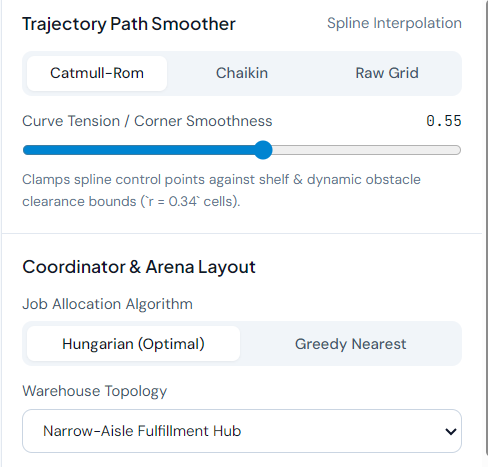 Trajectory Path Smoother Spline Interpolation
Catmull-Rom Chaikin Raw Grid
Curve Tension / Corner Smoothness 0.55
Clamps spline control points against shelf & dynamic obstacle
clearance bounds (`r = 0.34` cells).
Coordinator & Arena Layout
Job Allocation Algorithm
Hungarian (Optimal) Greedy Nearest
Warehouse Topology
Narrow-Aisle Fulfillment Hub